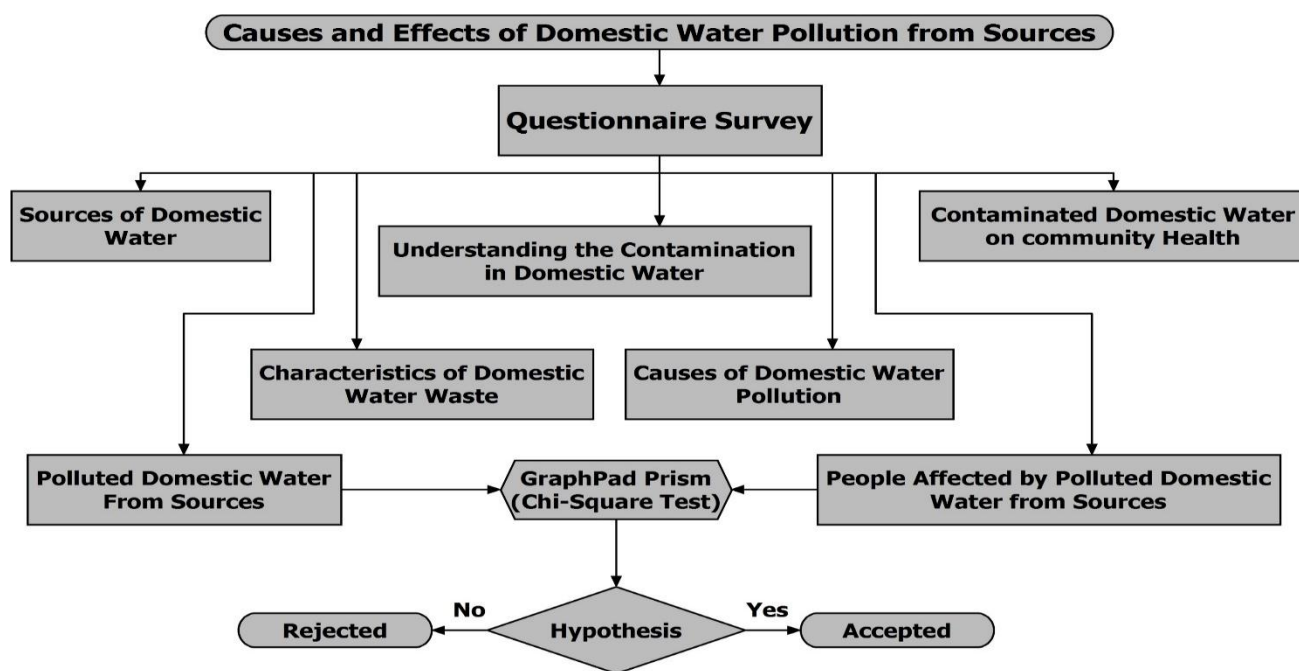 Causes and Effects of Domestic Water Pollution from Sources
Questionnaire Survey
Sources of Domestic
Water
Understanding the Contamination
in Domestic Water
Contaminated Domestic Water
on community Health
Characteristics of Domestic
Water Waste
Causes of Domestic Water
Pollution
Polluted Domestic Water
From Sources
GraphPad Prism
(Chi-Square Test)
People Affected by Polluted Domestic
Water from Sources
No
Yes
Rejected
Hypothesis
Accepted